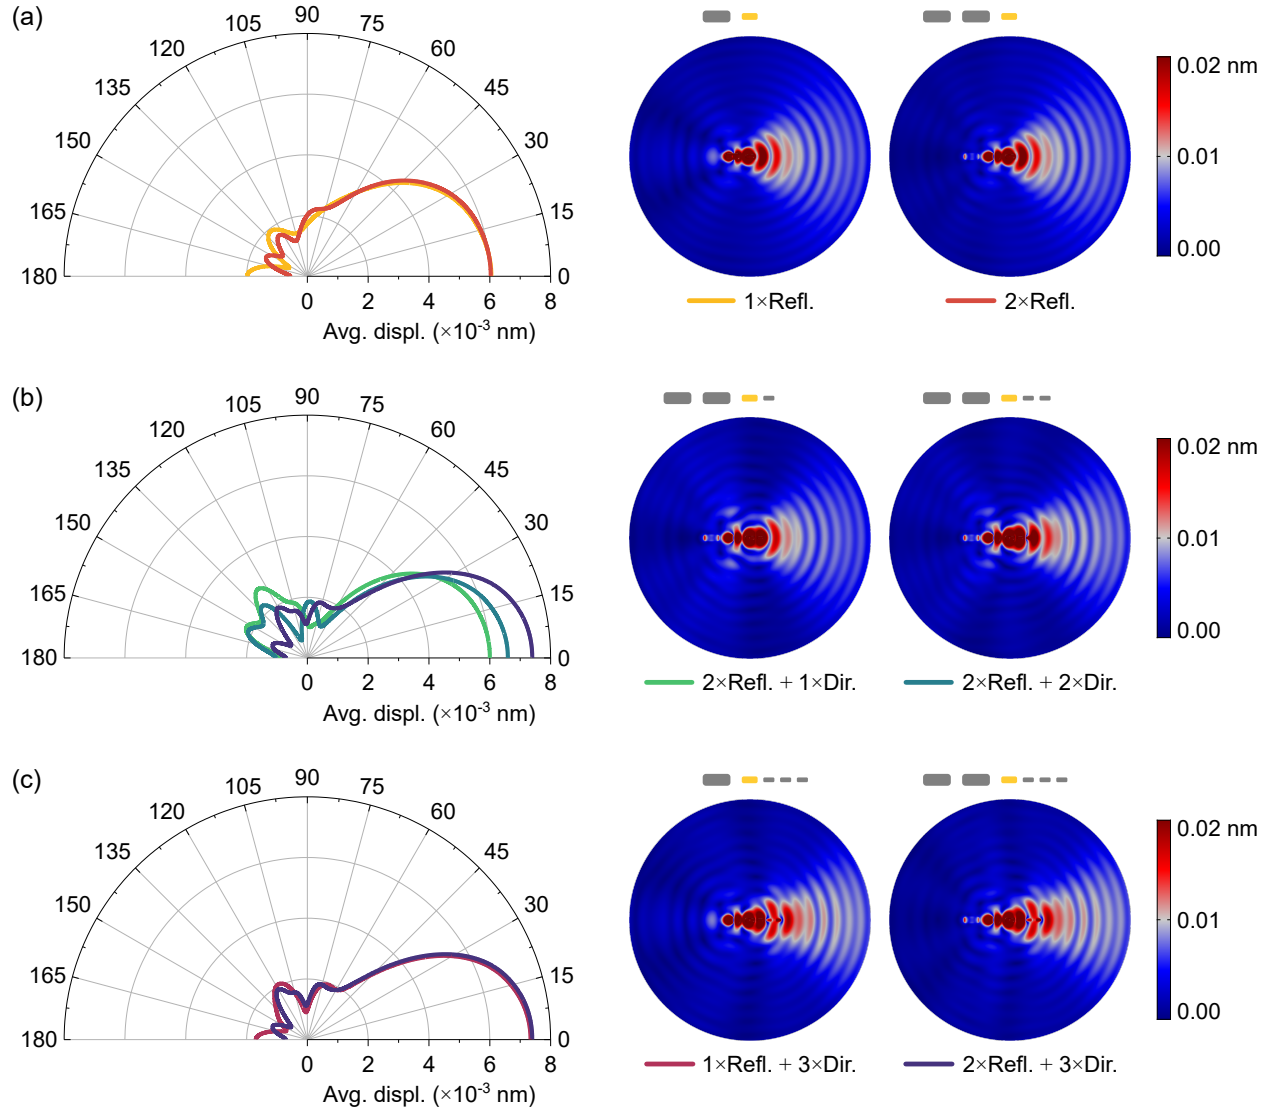 (a)
90
105
75
120
60
135
45
150
30
165
15
180
0
0 2 4 6 8
Avg. displ. (×10⁻³ nm)
0.02 nm
0.01
0.00
1×Refl.
2×Refl.
(b)
90
105
75
120
60
135
45
150
30
165
15
180
0
0 2 4 6 8
Avg. displ. (×10⁻³ nm)
0.02 nm
0.01
0.00
2×Refl. + 1×Dir.
2×Refl. + 2×Dir.
(c)
90
105
75
120
60
135
45
150
30
165
15
180
0
0 2 4 6 8
Avg. displ. (×10⁻³ nm)
0.02 nm
0.01
0.00
1×Refl. + 3×Dir.
2×Refl. + 3×Dir.